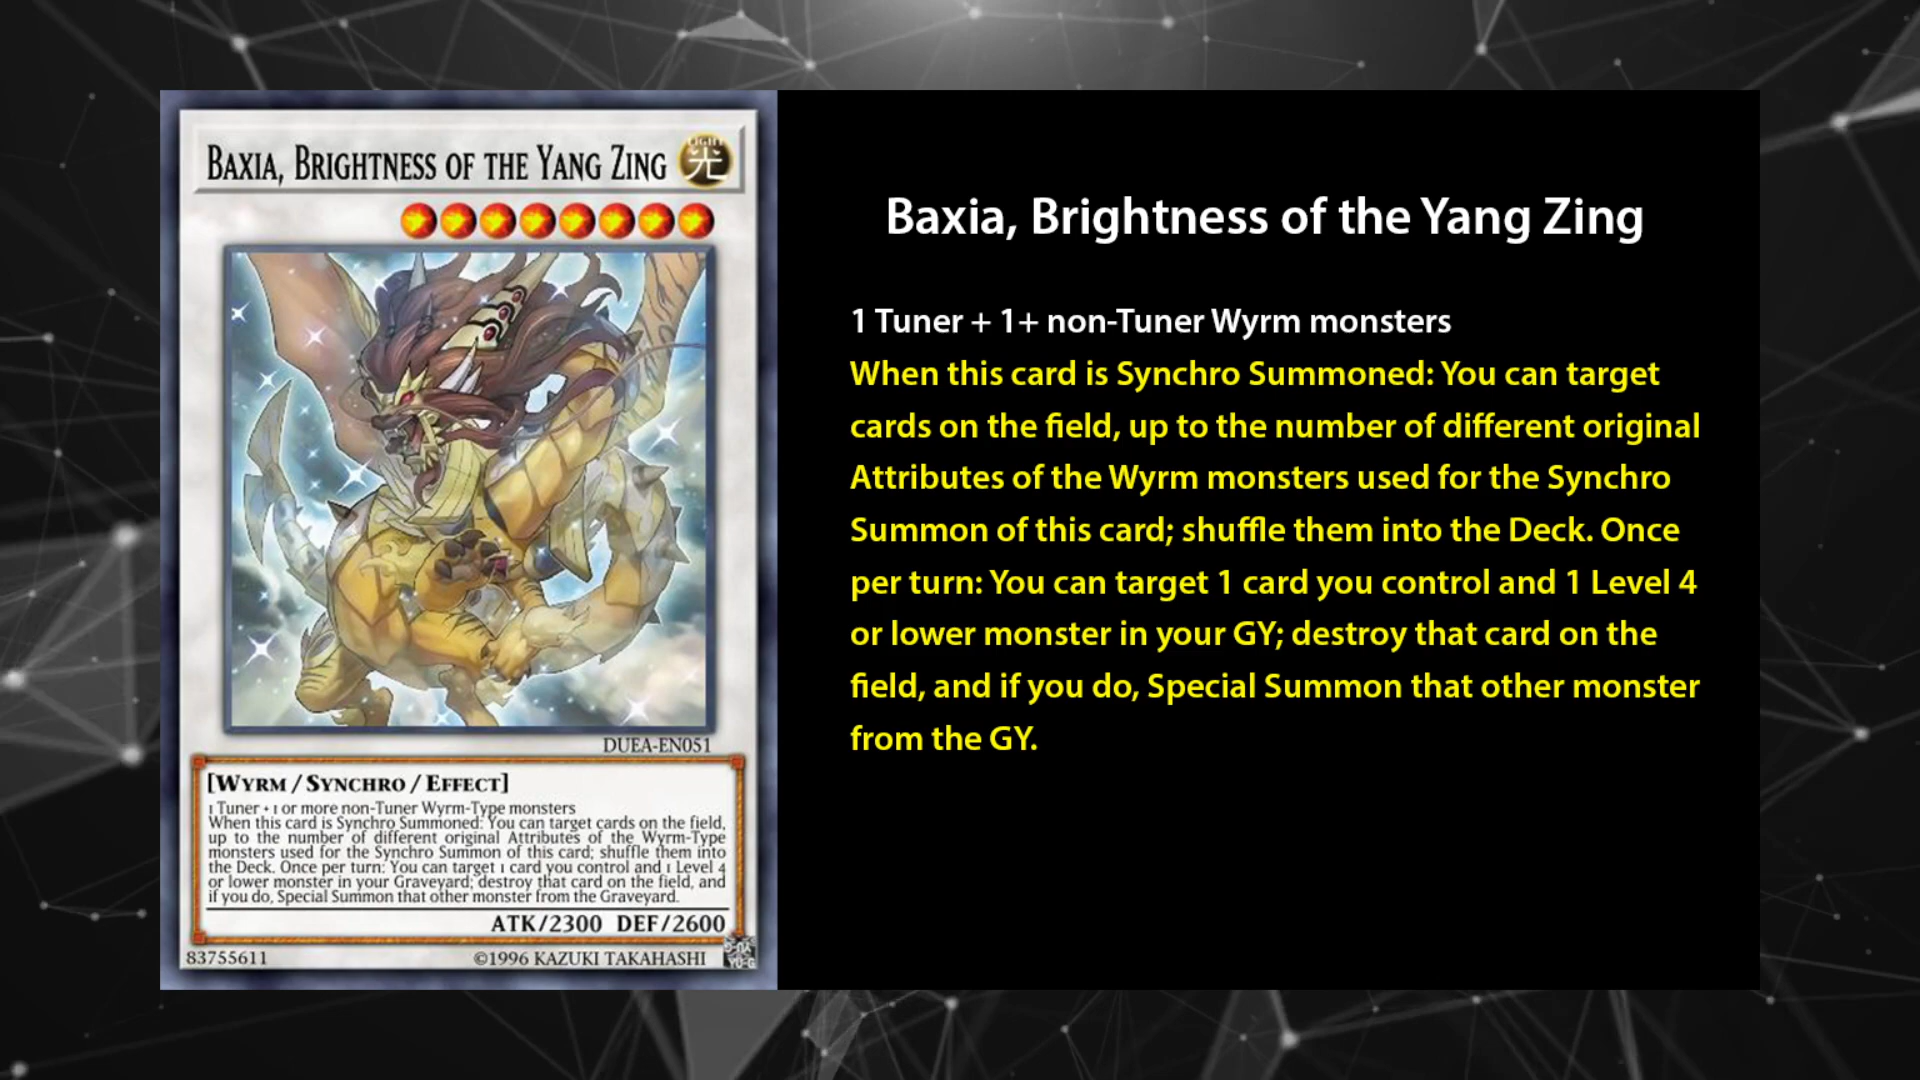 BAXIA, BRIGHTNESS OF THE YANG ZING
LIGHT
光
DUEA-EN051
[WYRM / SYNCHRO / EFFECT]
1 Tuner + 1 or more non-Tuner Wyrm-Type monsters
When this card is Synchro Summoned: You can target cards on the field,
up to the number of different original Attributes of the Wyrm-Type
monsters used for the Synchro Summon of this card; shuffle them into
the Deck. Once per turn: You can target 1 card you control and 1 Level 4
or lower monster in your Graveyard; destroy that card on the field, and
if you do, Special Summon that other monster from the Graveyard.
ATK/2300 DEF/2600
83755611
©1996 KAZUKI TAKAHASHI
Baxia, Brightness of the Yang Zing
1 Tuner + 1+ non-Tuner Wyrm monsters
When this card is Synchro Summoned: You can target
cards on the field, up to the number of different original
Attributes of the Wyrm monsters used for the Synchro
Summon of this card; shuffle them into the Deck. Once
per turn: You can target 1 card you control and 1 Level 4
or lower monster in your GY; destroy that card on the
field, and if you do, Special Summon that other monster
from the GY.